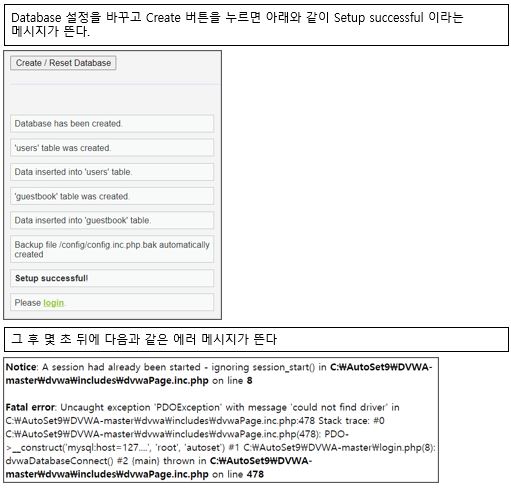 Database 설정을 바꾸고 Create 버튼을 누르면 아래와 같이 Setup successful 이라는
메시지가 뜬다.
Create / Reset Database
Database has been created.
'users' table was created.
Data inserted into 'users' table.
'guestbook' table was created.
Data inserted into 'guestbook' table.
Backup file /config/config.inc.php.bak automatically
created
Setup successful!
Please login.
그 후 몇 초 뒤에 다음과 같은 에러 메시지가 뜬다
Notice: A session had already been started - ignoring session_start() in C:₩AutoSet9₩DVWA-
master₩dvwa₩includes₩dvwaPage.inc.php on line 8
Fatal error: Uncaught exception 'PDOException' with message 'could not find driver' in
C:₩AutoSet9₩DVWA-master₩dvwa₩includes₩dvwaPage.inc.php:478 Stack trace: #0
C:₩AutoSet9₩DVWA-master₩dvwa₩includes₩dvwaPage.inc.php(478): PDO-
>__construct('mysql:host=127....', 'root', 'autoset') #1 C:₩AutoSet9₩DVWA-master₩login.php(8):
dvwaDatabaseConnect() #2 {main} thrown in C:₩AutoSet9₩DVWA-
master₩dvwa₩includes₩dvwaPage.inc.php on line 478